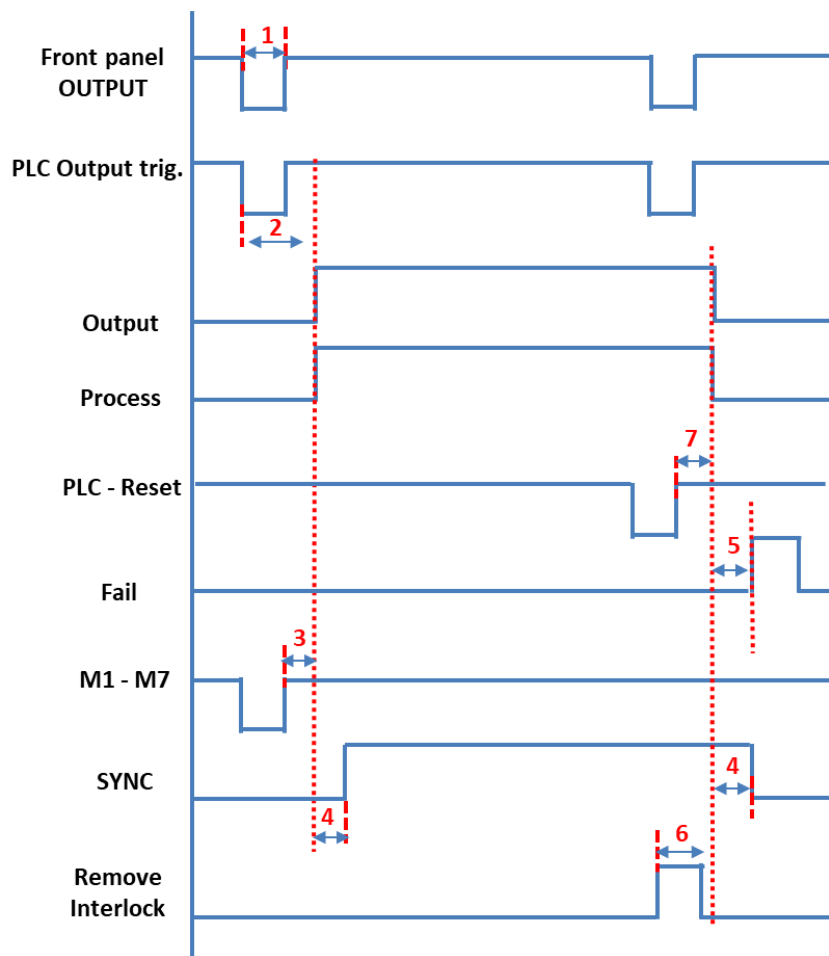 1
Front panel
OUTPUT
PLC Output trig.
2
Output
Process
7
PLC - Reset
5
Fail
3
M1 - M7
SYNC
4
4
6
Remove
Interlock